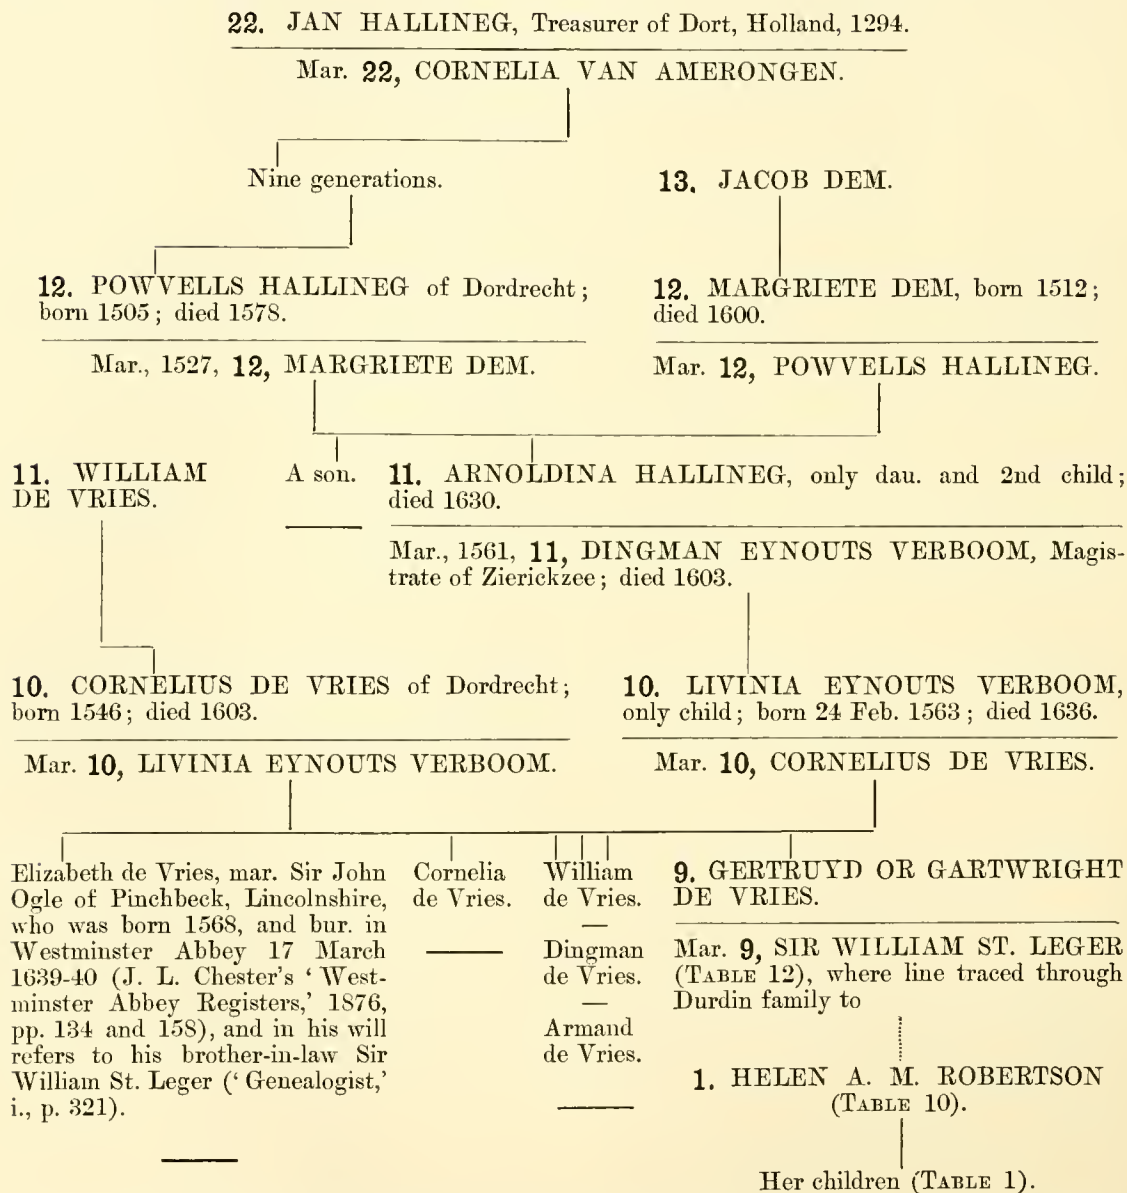 22. JAN HALLINEG, Treasurer of Dort, Holland, 1294.
Mar. 22, CORNELIA VAN AMERONGEN.
Nine generations.
13. JACOB DEM.
12. POWVELLS HALLINEG of Dordrecht;
born 1505; died 1578.
Mar., 1527, 12, MARGRIETE DEM.
12. MARGRIETE DEM, born 1512;
died 1600.
Mar. 12, POWVELLS HALLINEG.
11. WILLIAM
DE VRIES.
A son.
11. ARNOLDINA HALLINEG, only dau. and 2nd child;
died 1630.
Mar., 1561, 11, DINGMAN EYNOUTS VERBOOM, Magis-
trate of Zierickzee; died 1603.
10. CORNELIUS DE VRIES of Dordrecht;
born 1546; died 1603.
Mar. 10, LIVINIA EYNOUTS VERBOOM.
10. LIVINIA EYNOUTS VERBOOM,
only child; born 24 Feb. 1563; died 1636.
Mar. 10, CORNELIUS DE VRIES.
Elizabeth de Vries, mar. Sir John
Ogle of Pinchbeck, Lincolnshire,
who was born 1568, and bur. in
Westminster Abbey 17 March
1639-40 (J. L. Chester's ‘West-
minster Abbey Registers,’ 1876,
pp. 134 and 158), and in his will
refers to his brother-in-law Sir
William St. Leger (‘Genealogist,’
i., p. 321).
Cornelia
de Vries.
William
de Vries.
—
Dingman
de Vries.
—
Armand
de Vries.
9. GERTRUYD OR GARTWRIGHT
DE VRIES.
Mar. 9, SIR WILLIAM ST. LEGER
(TABLE 12), where line traced through
Durdin family to
1. HELEN A. M. ROBERTSON
(TABLE 10).
Her children (TABLE 1).